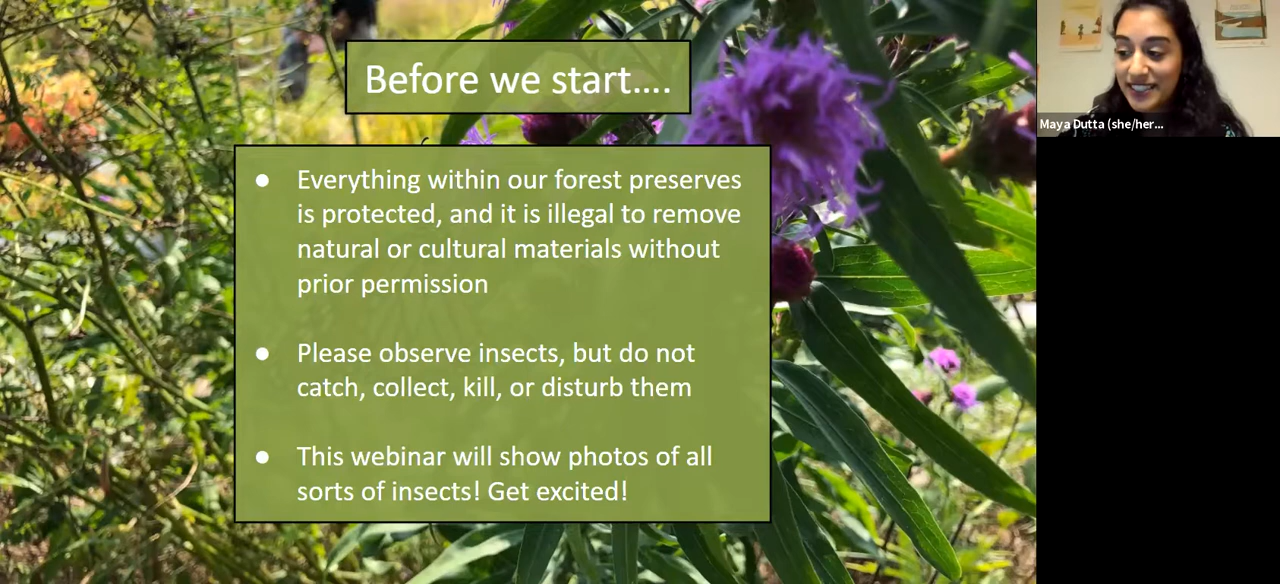 Before we start....
● Everything within our forest preserves
is protected, and it is illegal to remove
natural or cultural materials without
prior permission
● Please observe insects, but do not
catch, collect, kill, or disturb them
● This webinar will show photos of all
sorts of insects! Get excited!
Maya Dutta (she/her...